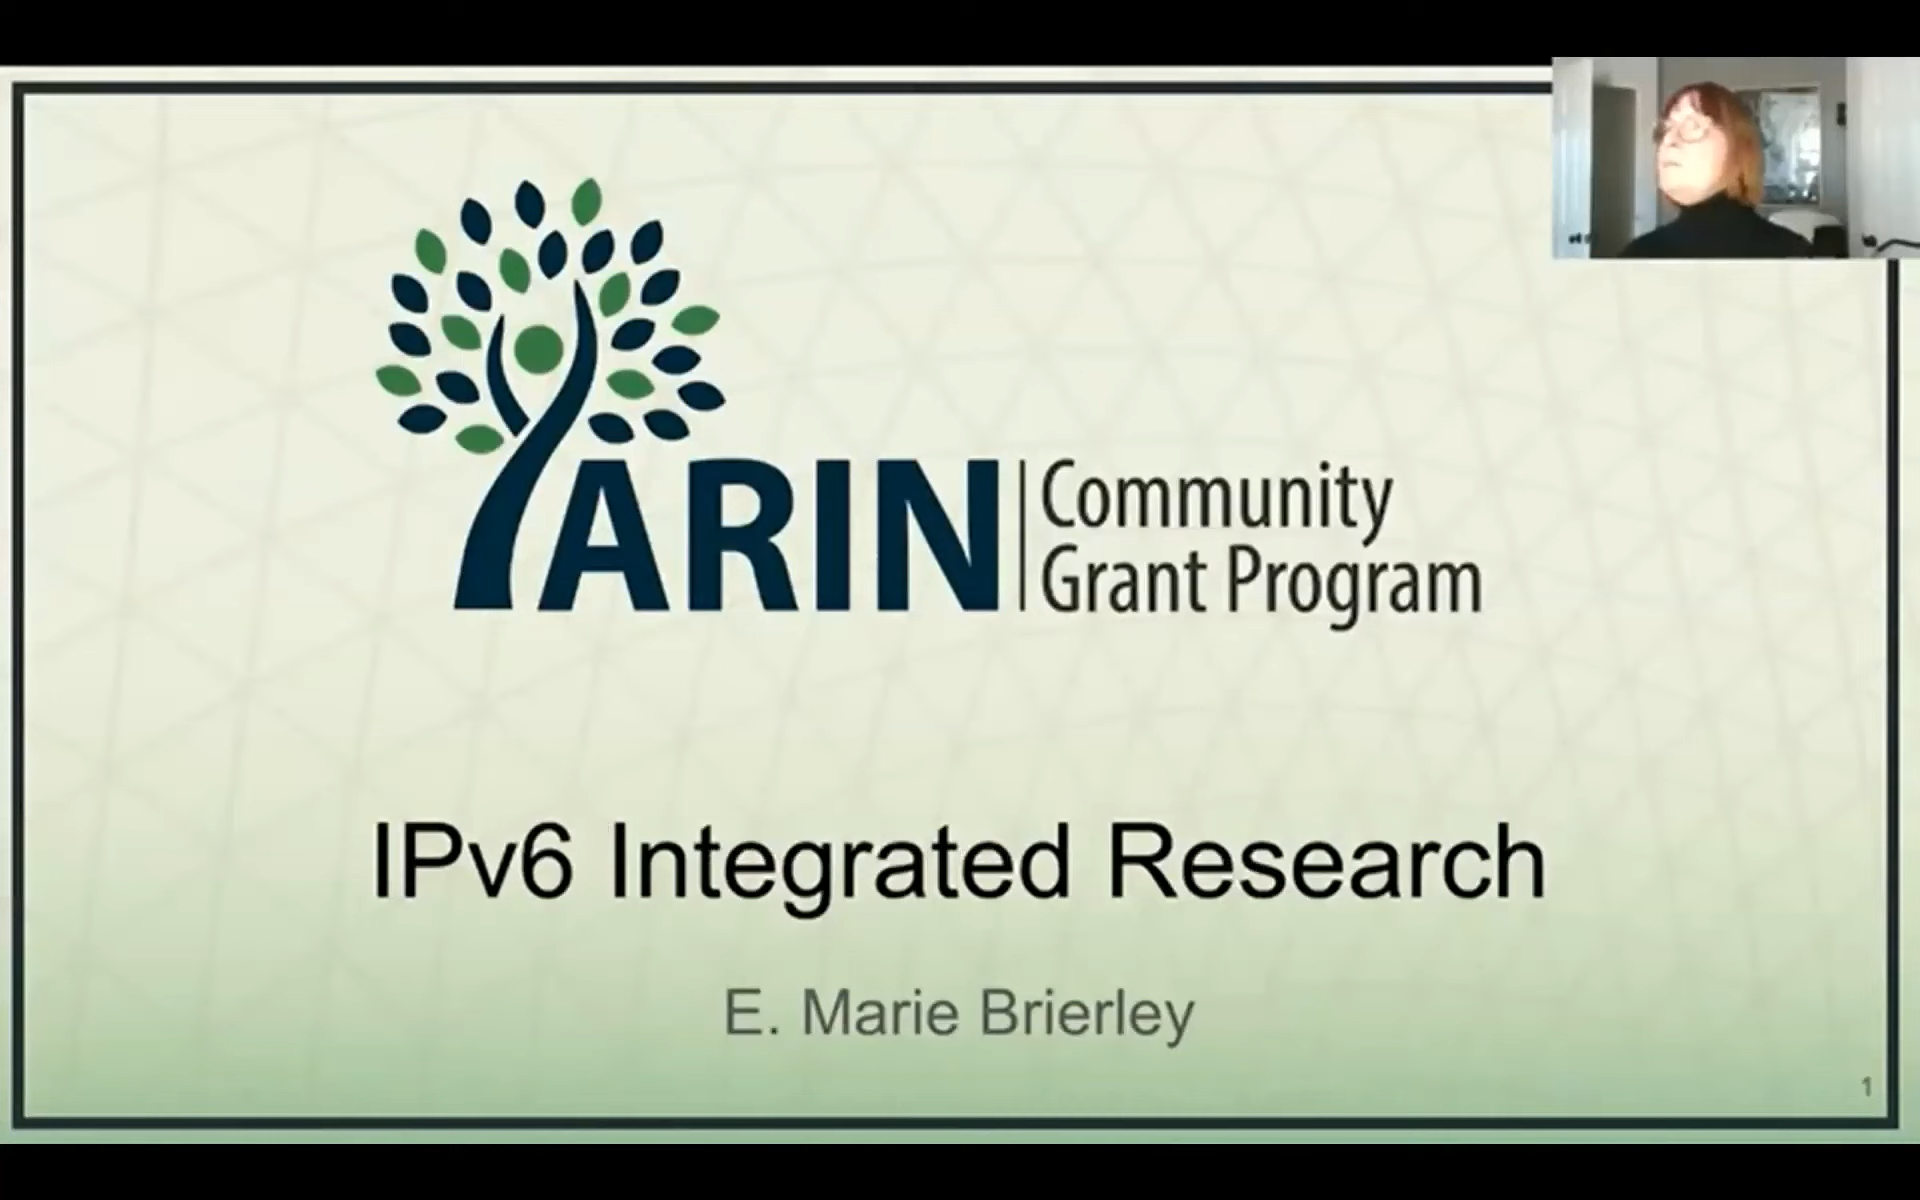 ARIN
Community
Grant Program
IPv6 Integrated Research
E. Marie Brierley
1